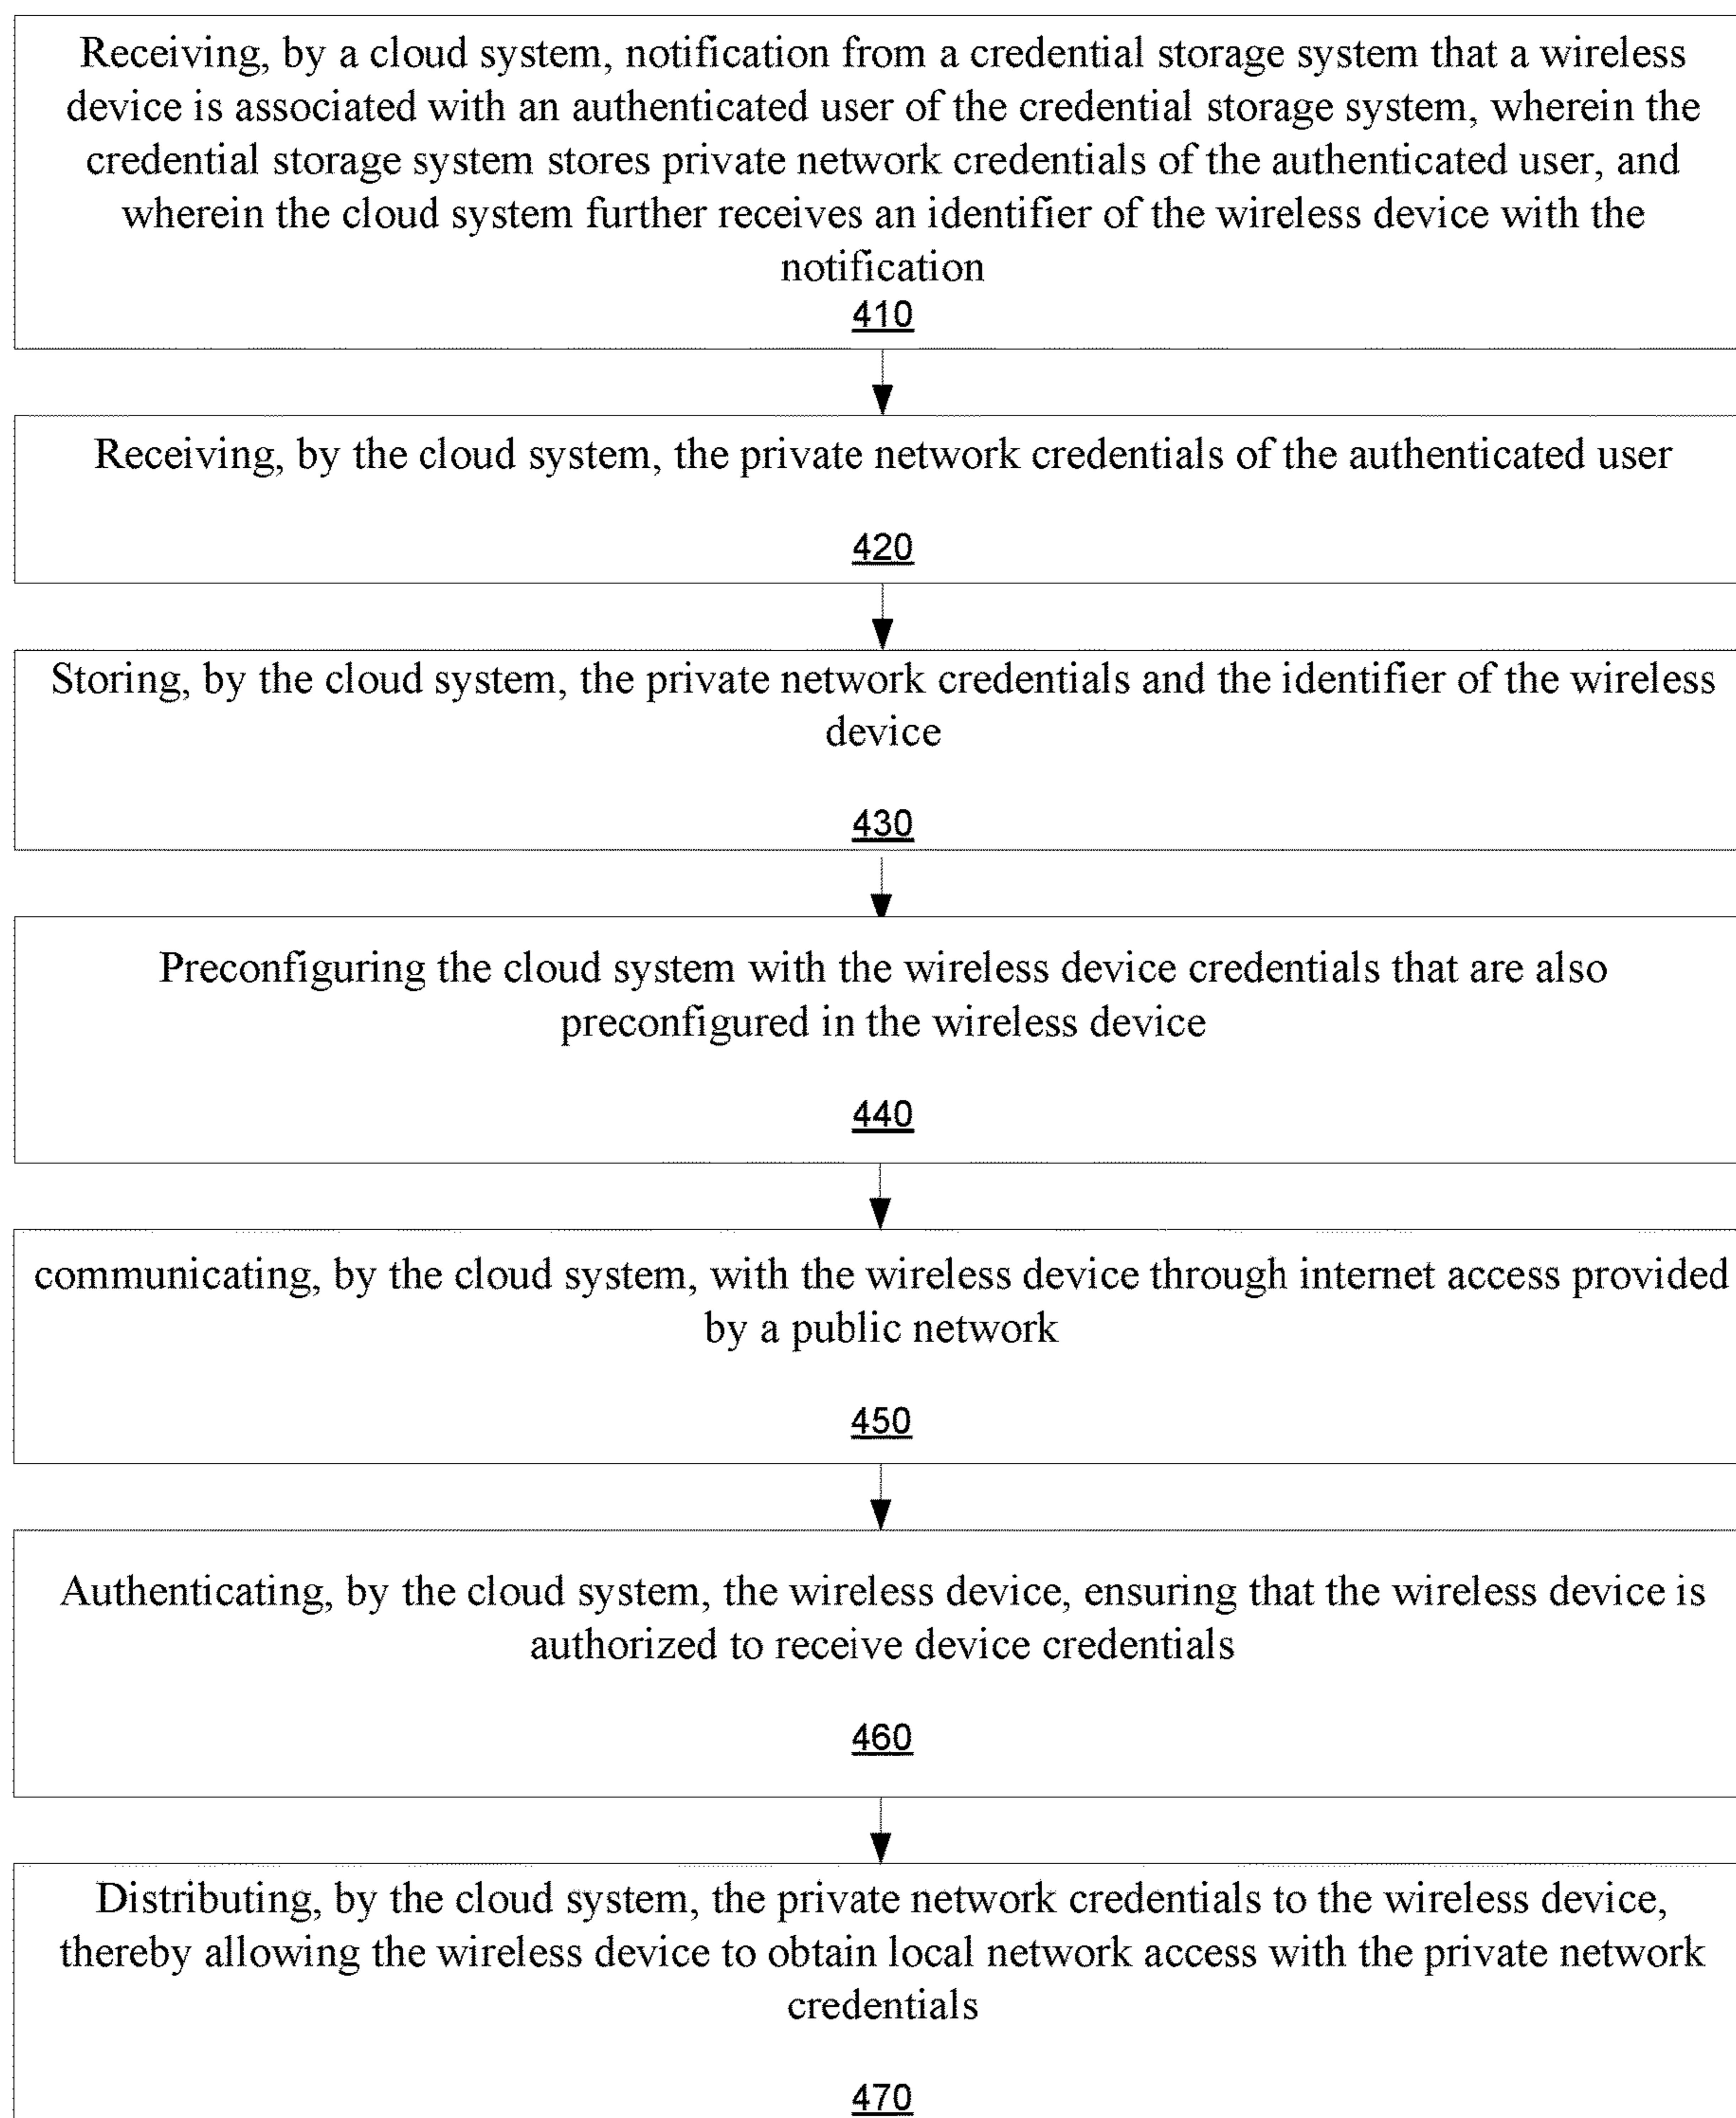 Receiving, by a cloud system, notification from a credential storage system that a wireless
device is associated with an authenticated user of the credential storage system, wherein the
credential storage system stores private network credentials of the authenticated user, and
wherein the cloud system further receives an identifier of the wireless device with the
notification
410
Receiving, by the cloud system, the private network credentials of the authenticated user
420
Storing, by the cloud system, the private network credentials and the identifier of the wireless
device
430
Preconfiguring the cloud system with the wireless device credentials that are also
preconfigured in the wireless device
440
communicating, by the cloud system, with the wireless device through internet access provided
by a public network
450
Authenticating, by the cloud system, the wireless device, ensuring that the wireless device is
authorized to receive device credentials
460
Distributing, by the cloud system, the private network credentials to the wireless device,
thereby allowing the wireless device to obtain local network access with the private network
credentials
470